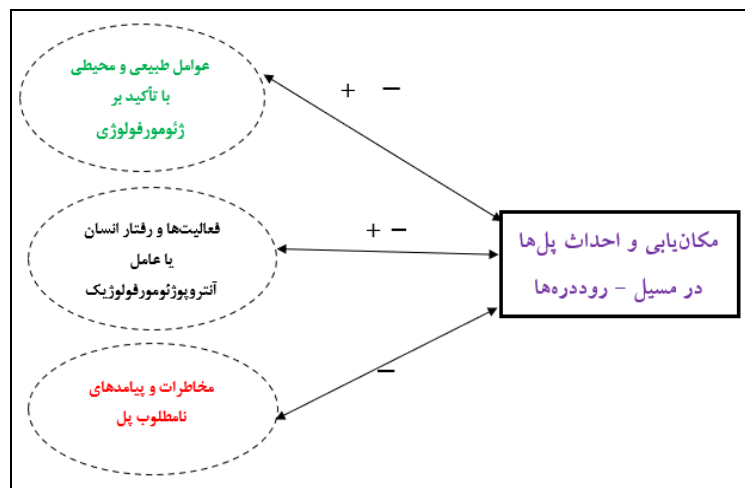 عوامل طبیعی و محیطی
با تأکید بر
ژئومورفولوژی
+ −
مکان‌یابی و احداث پل‌ها
در مسیل – روددره‌ها
فعالیت‌ها و رفتار انسان
یا عامل
آنتروپوژئومورفولوژیک
+ −
مخاطرات و پیامدهای
نامطلوب پل
−